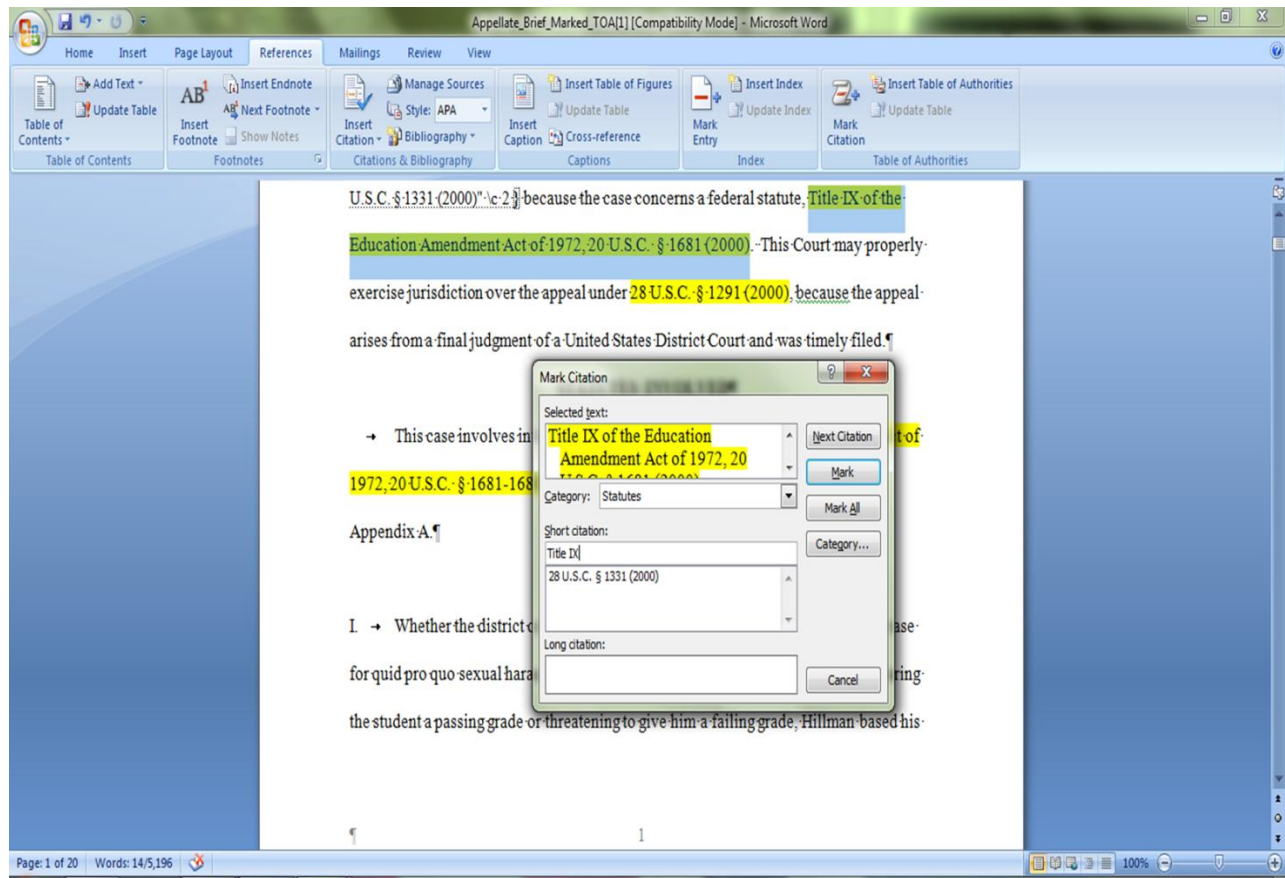 Appellate_Brief_Marked_TOA[1] [Compatibility Mode] - Microsoft Word
Home Insert Page Layout References Mailings Review View
Table of Contents
Add Text
Update Table
Table of Contents
AB1
Insert Footnote
Insert Endnote
AB1 Next Footnote
Show Notes
Footnotes
Insert Citation
Manage Sources
Style: APA
Bibliography
Citations & Bibliography
Insert Caption
Insert Table of Figures
Update Table
Cross-reference
Captions
Mark Entry
Insert Index
Update Index
Index
Mark Citation
Insert Table of Authorities
Update Table
Table of Authorities
U.S.C. § 1331 (2000)" \c 2 } because the case concerns a federal statute, Title IX of the
Education Amendment Act of 1972, 20 U.S.C. § 1681 (2000). This Court may properly
exercise jurisdiction over the appeal under 28 U.S.C. § 1291 (2000), because the appeal
arises from a final judgment of a United States District Court and was timely filed.¶
→ This case involves in
t of
1972, 20 U.S.C. § 1681-168
Appendix A.¶
I. → Whether the district
ase
for quid pro quo sexual hara
ring
the student a passing grade or threatening to give him a failing grade, Hillman based his
¶ 1
Mark Citation
Selected text:
Title IX of the Education
Amendment Act of 1972, 20
U.S.C. § 1681 (2000)
Next Citation
Mark
Category: Statutes
Mark All
Short citation:
Category...
Title IX
28 U.S.C. § 1331 (2000)
Long citation:
Cancel
Page: 1 of 20 Words: 14/5,196
100%